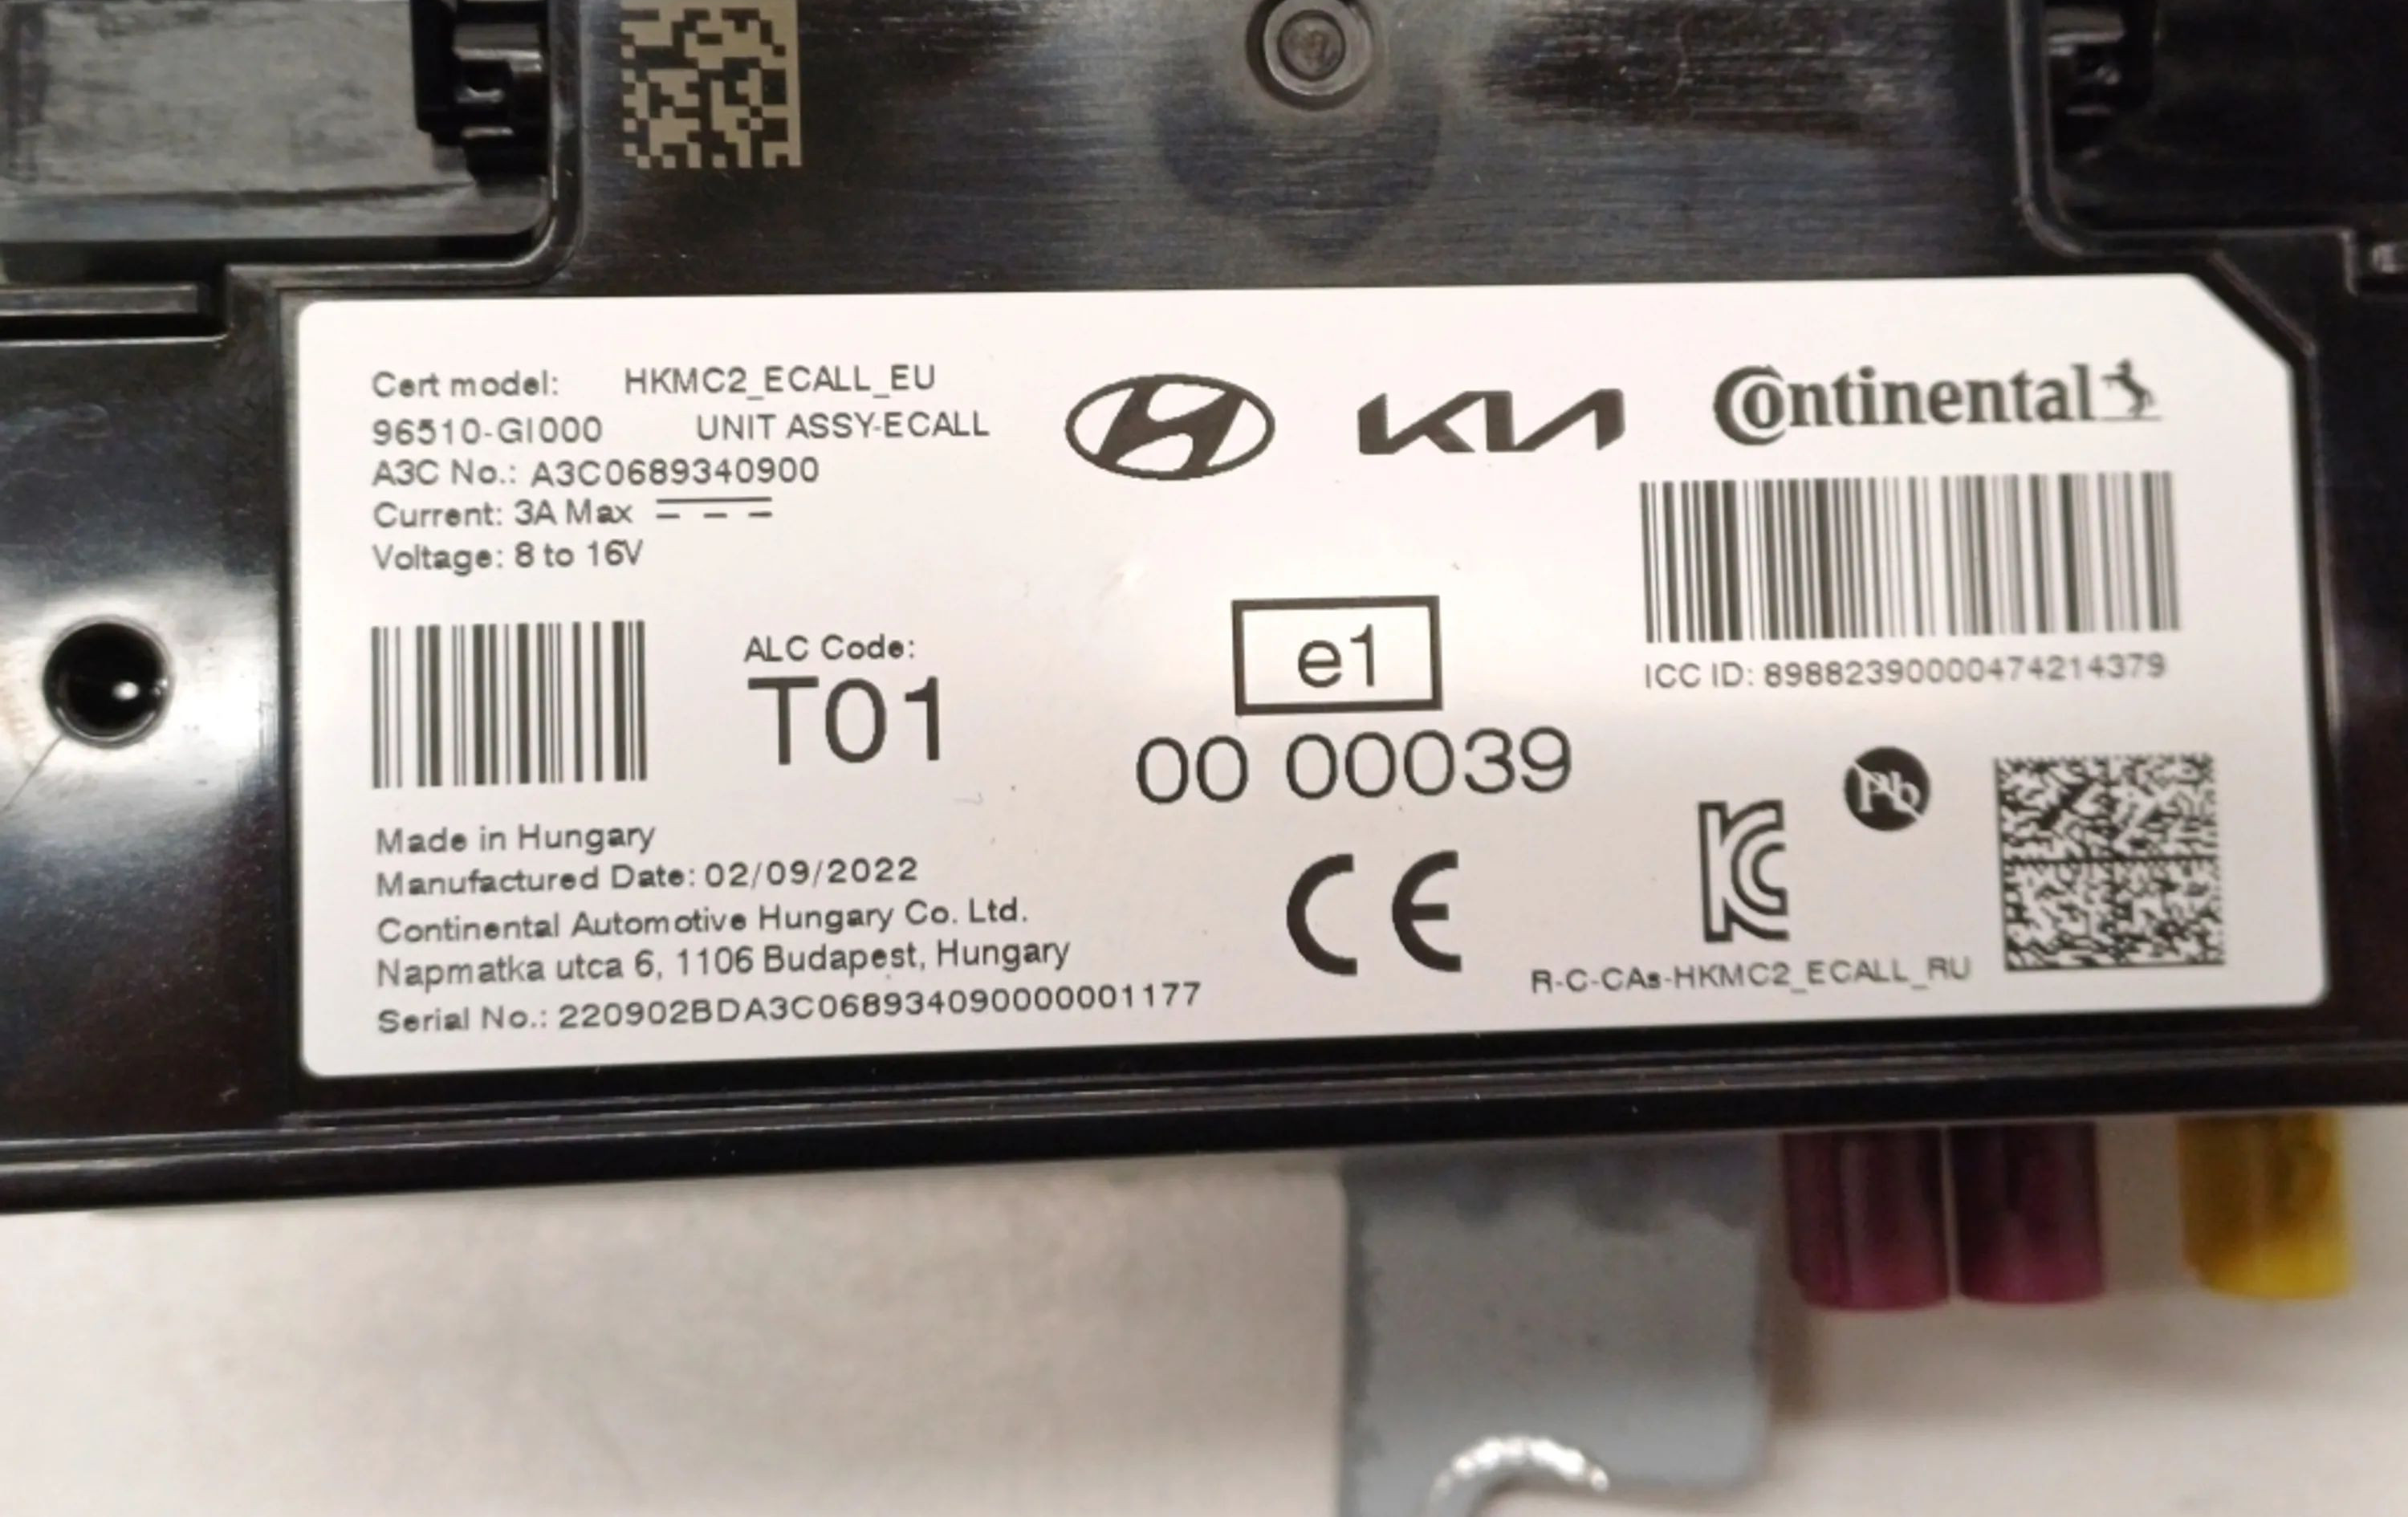 Cert model: HKMC2_ECALL_EU
96510-GI000 UNIT ASSY-ECALL
A3C No.: A3C0689340900
Current: 3A Max
Voltage: 8 to 16V
KIA
Continental
ICC ID: 89882390000474214379
ALC Code:
T01
e1
00 00039
Pb
Made in Hungary
Manufactured Date: 02/09/2022
Continental Automotive Hungary Co. Ltd.
Napmatka utca 6, 1106 Budapest, Hungary
Serial No.: 220902BDA3C068934090000001177
CE
KC
R-C-CAs-HKMC2_ECALL_RU